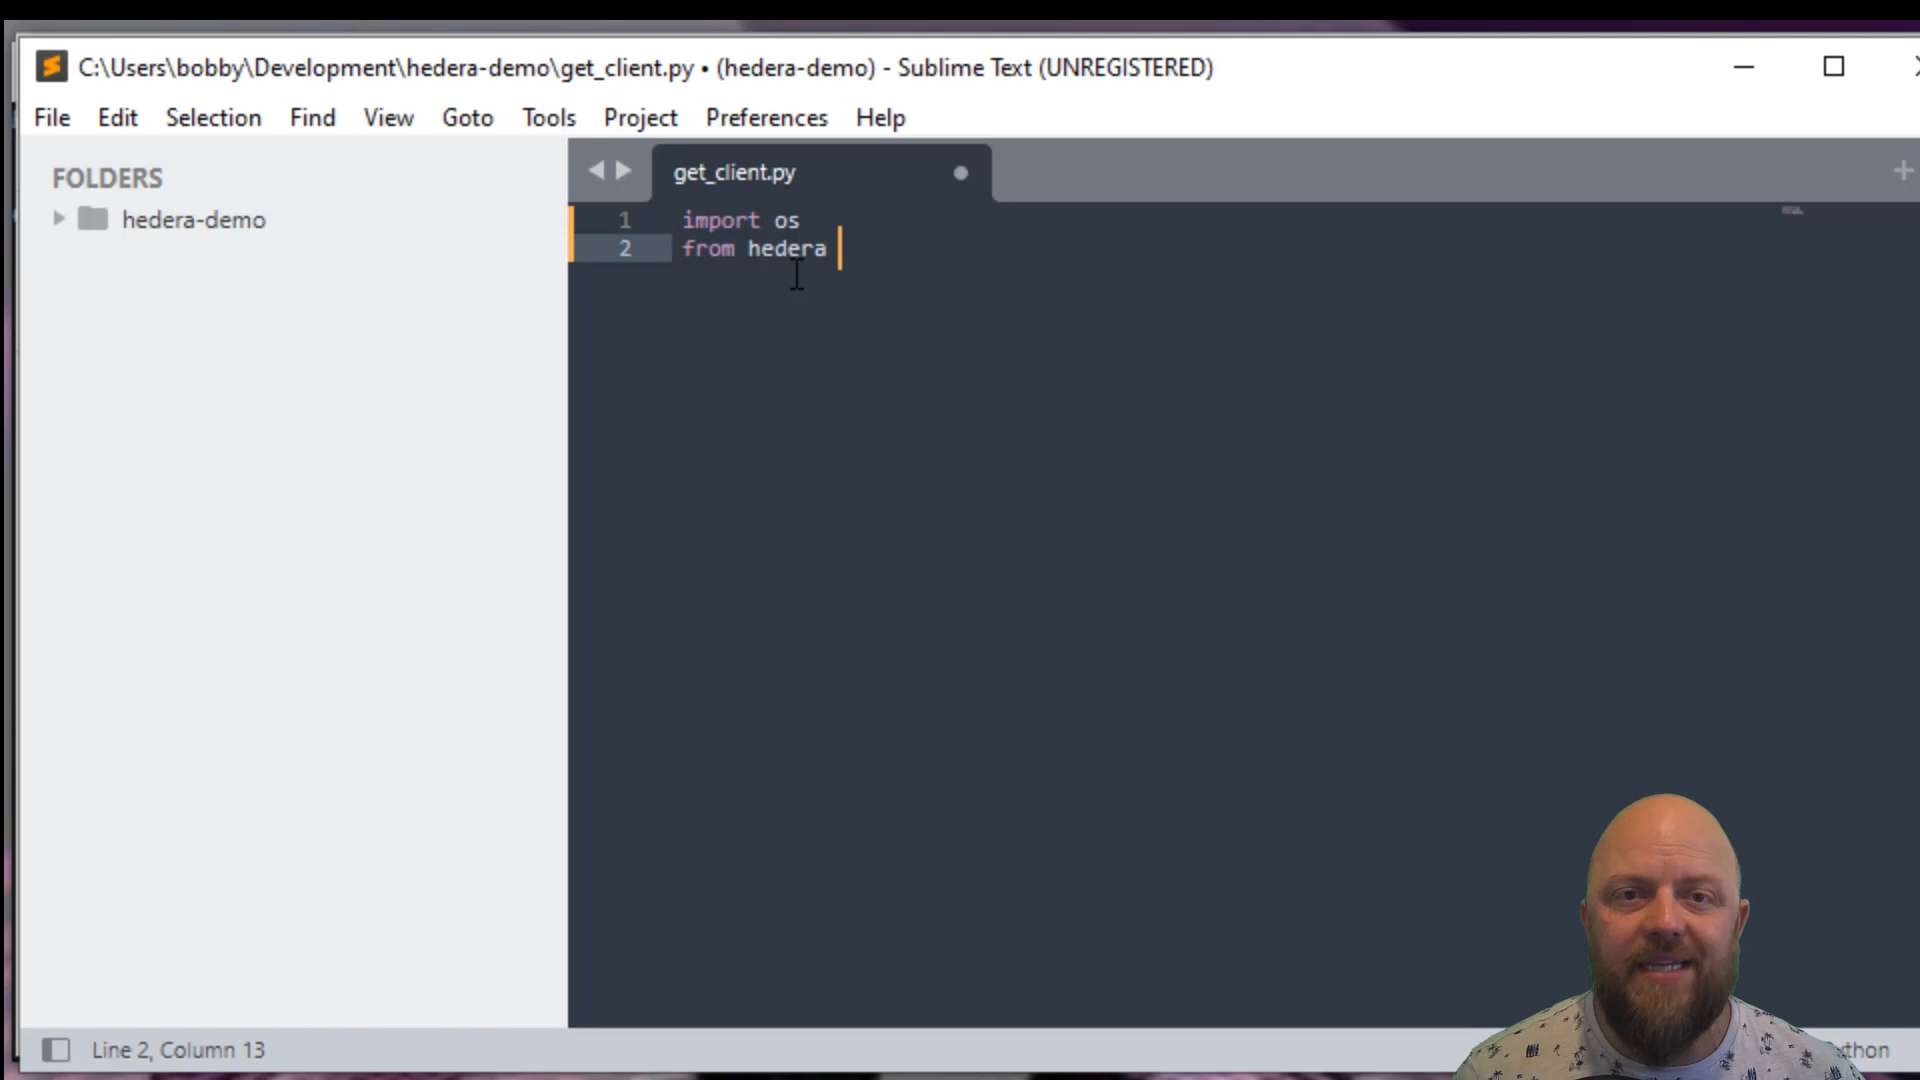 C:\Users\bobby\Development\hedera-demo\get_client.py • (hedera-demo) - Sublime Text (UNREGISTERED)
File Edit Selection Find View Goto Tools Project Preferences Help
FOLDERS
hedera-demo
get_client.py
1 import os
2 from hedera
Line 2, Column 13
ython